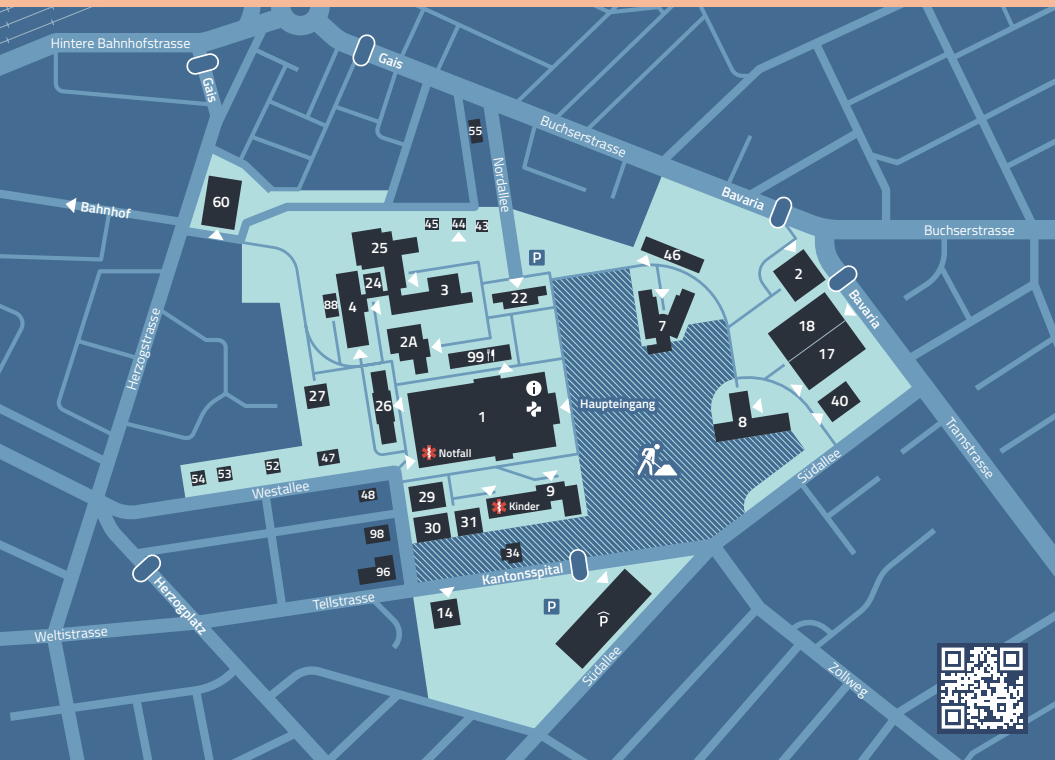 Hintere Bahnhofstrasse
Gais
Gais
Buchserstrasse
55
Nordallee
Bavaria
60
Bahnhof
45
44
43
Buchserstrasse
25
46
P
2
24
3
22
88
4
Bavaria
7
18
2A
99
17
Herzogstrasse
27
26
1
Haupteingang
40
8
Notfall
Tramstrasse
47
52
53
54
Südallee
Westallee
48
29
9
Kinder
30
31
98
34
96
Kantonsspital
Herzogplatz
Tellstrasse
14
P
P
Weltistrasse
Südallee
Zollweg